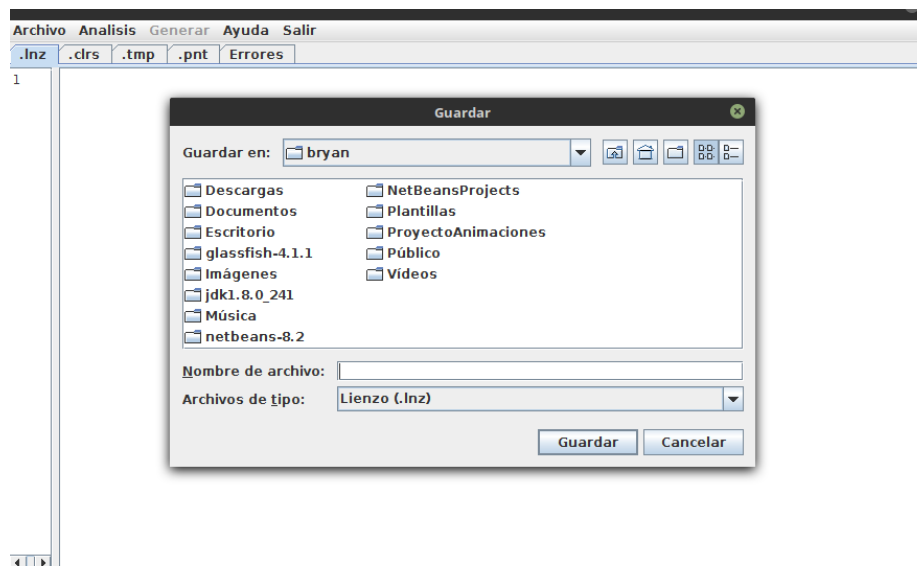 Archivo Analisis Generar Ayuda Salir
.lnz .clrs .tmp .pnt Errores
1
Guardar
Guardar en: bryan
Descargas
Documentos
Escritorio
glassfish-4.1.1
Imágenes
jdk1.8.0_241
Música
netbeans-8.2
NetBeansProjects
Plantillas
ProyectoAnimaciones
Público
Vídeos
Nombre de archivo:
Archivos de tipo: Lienzo (.lnz)
Guardar Cancelar